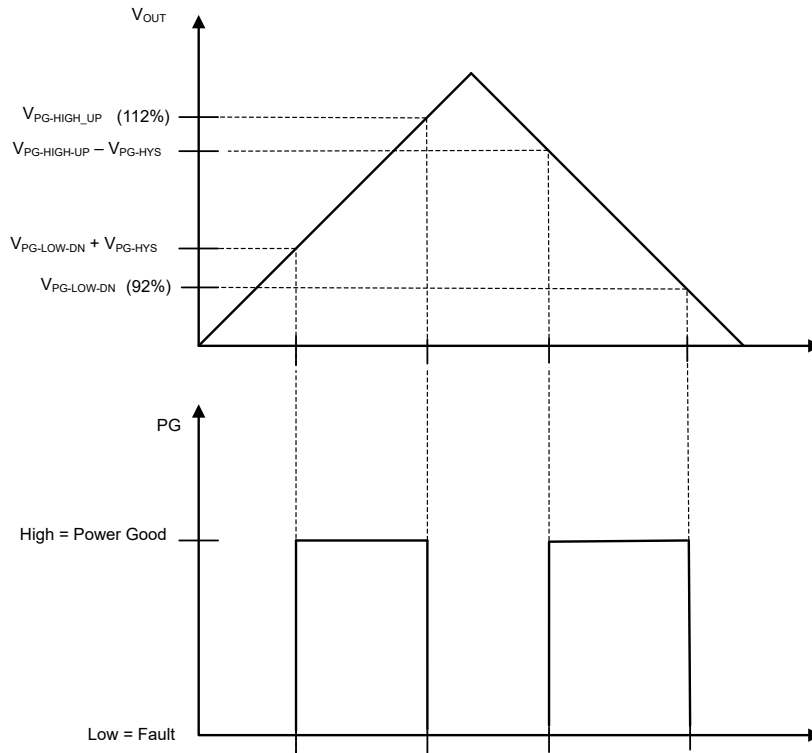 VOUT
VPG-HIGH_UP (112%)
VPG-HIGH-UP – VPG-HYS
VPG-LOW-DN + VPG-HYS
VPG-LOW-DN (92%)
PG
High = Power Good
Low = Fault